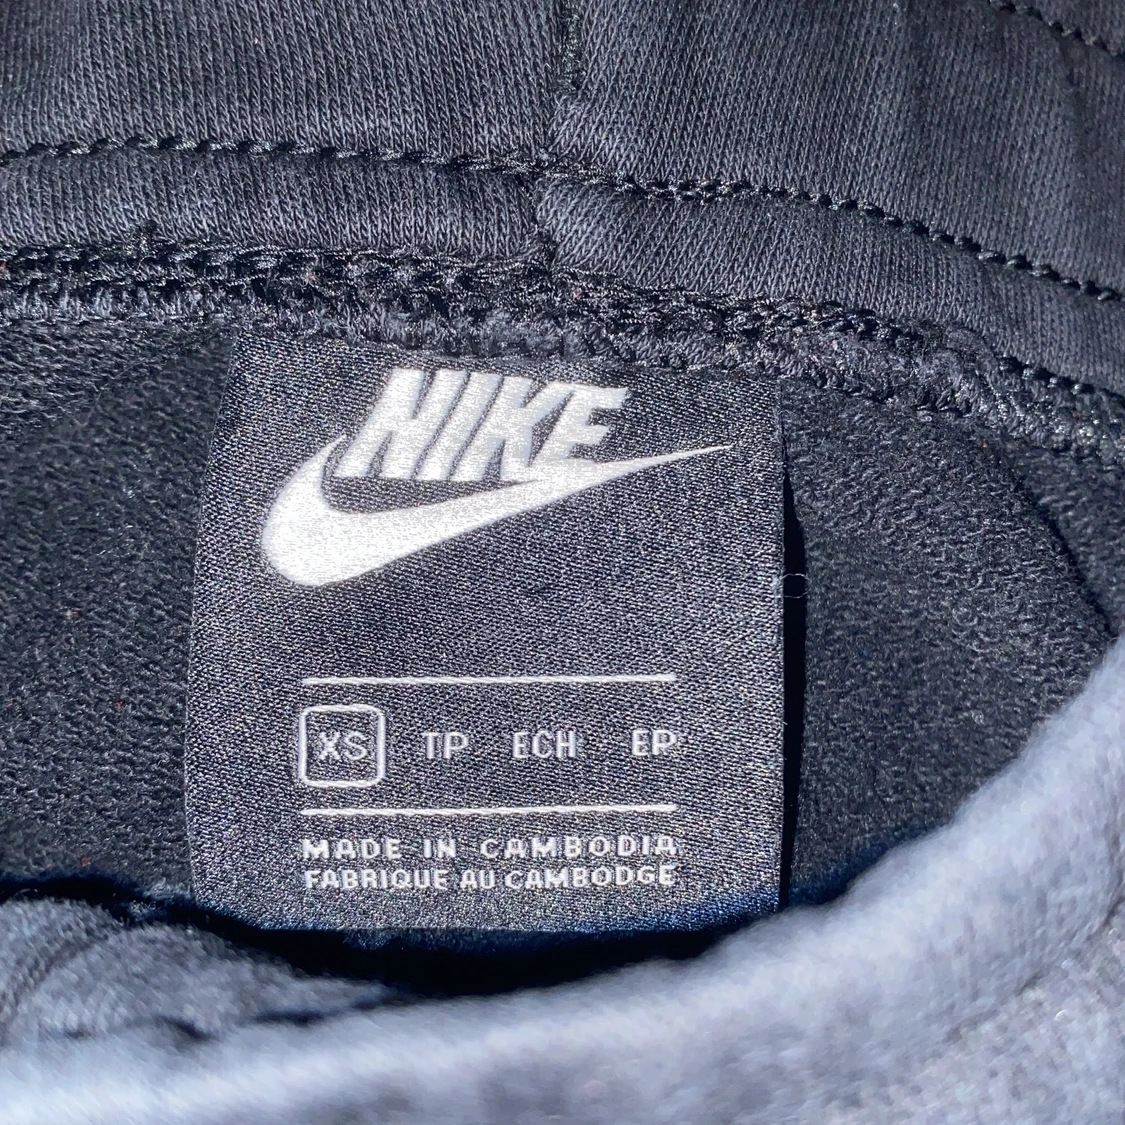 NIKE
XS TP ECH EP
MADE IN CAMBODIA
FABRIQUE AU CAMBODGE